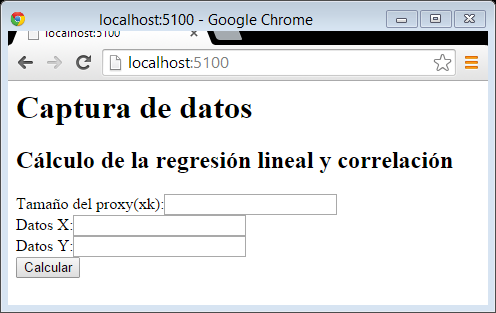 localhost:5100 - Google Chrome
localhost:5100
localhost:5100
Captura de datos
Cálculo de la regresión lineal y correlación
Tamaño del proxy(xk):
Datos X:
Datos Y:
Calcular